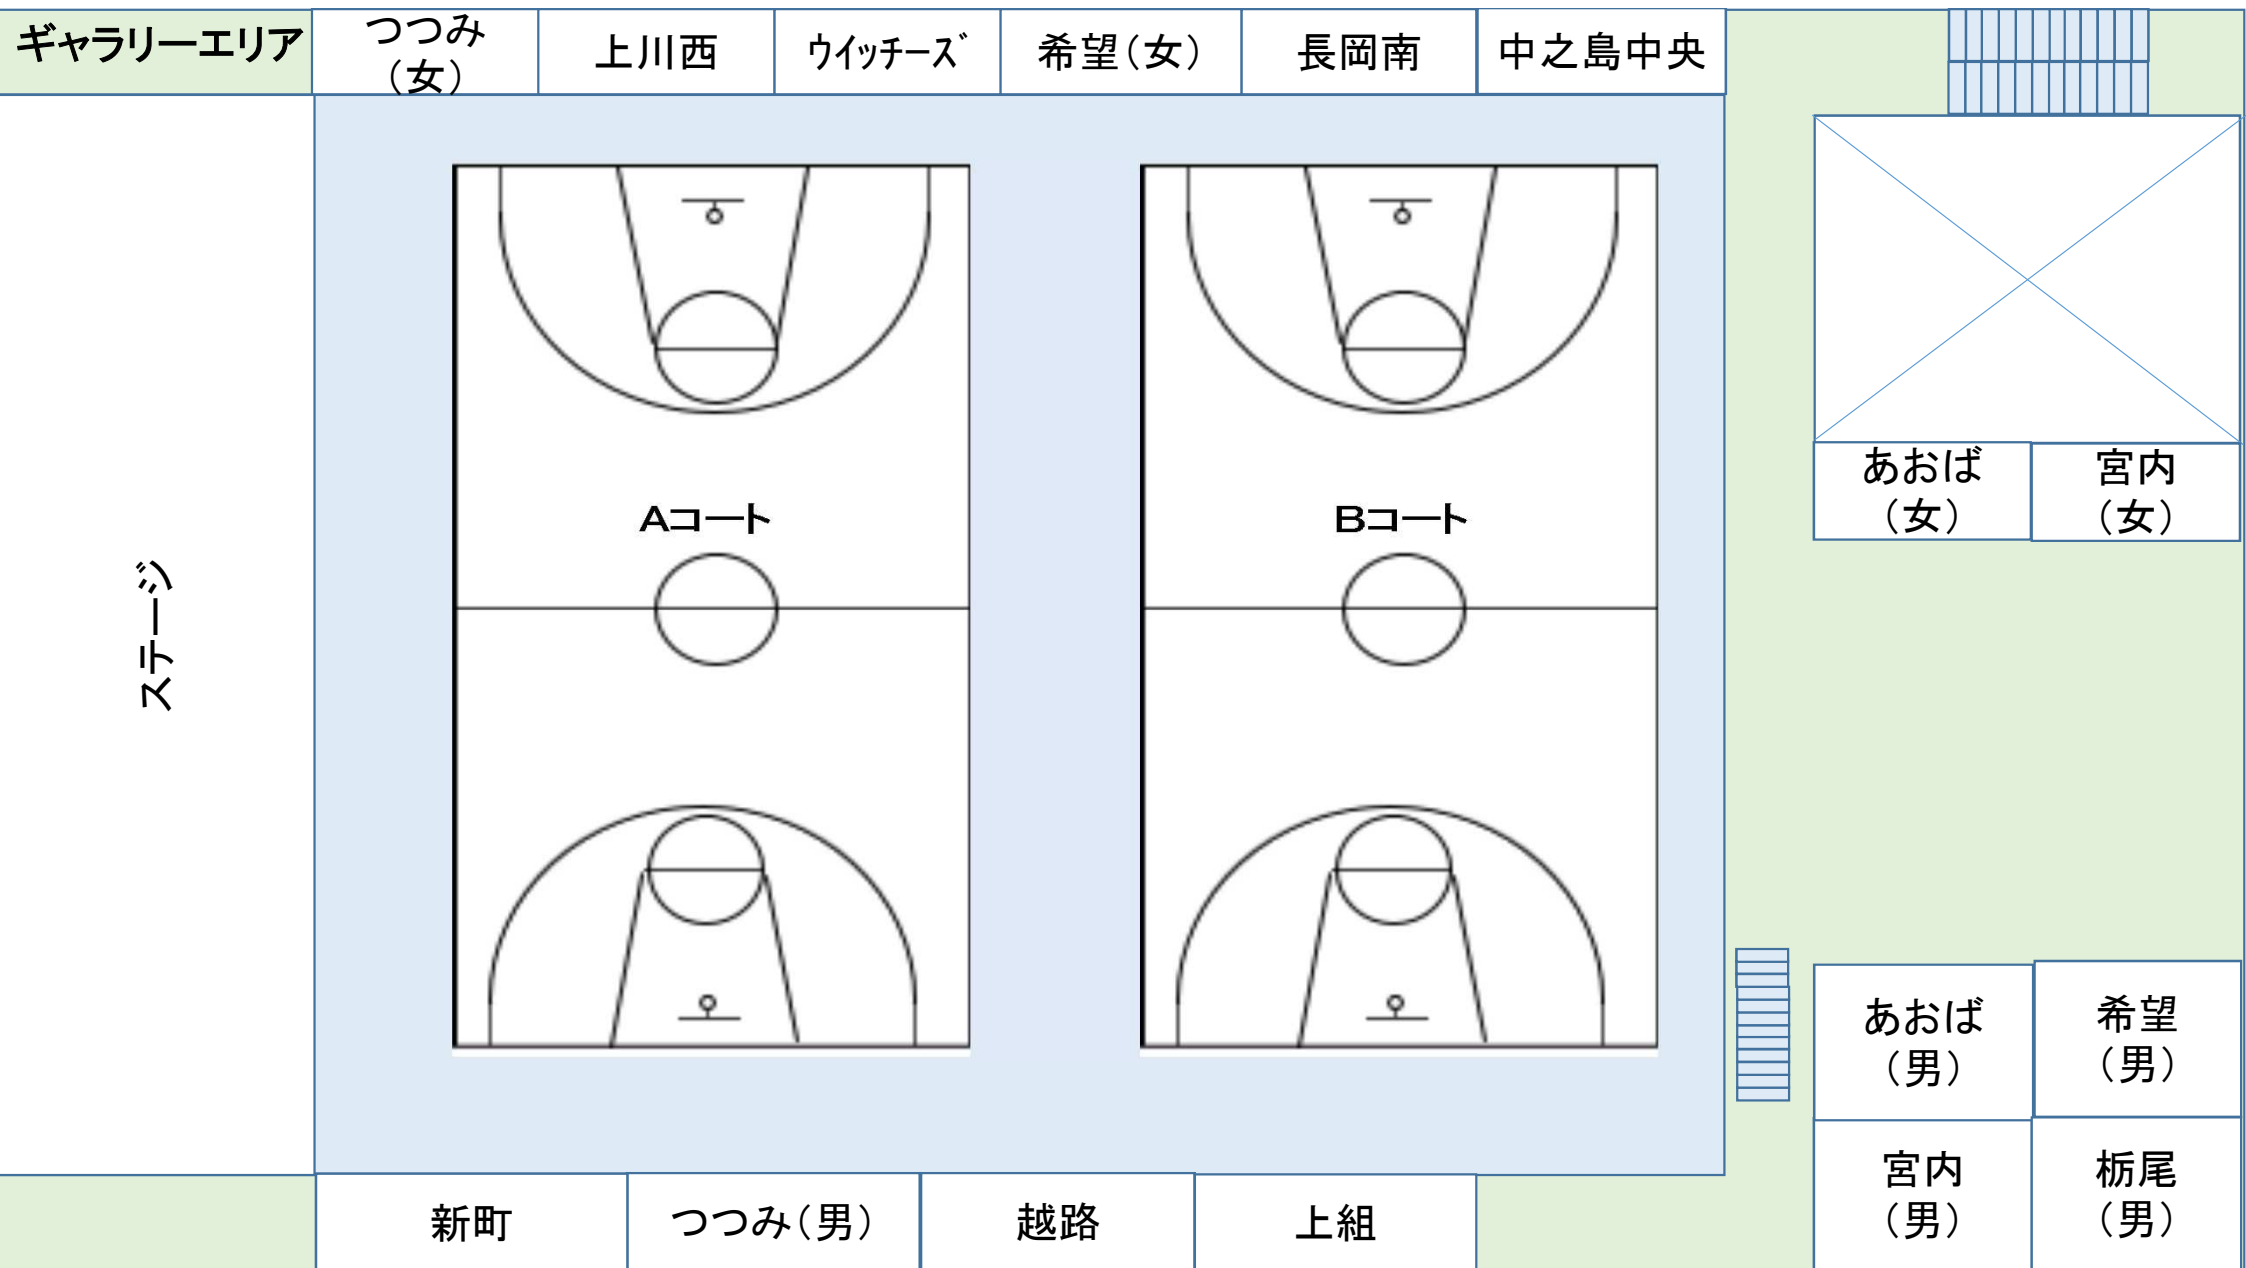 ギャラリーエリア
つつみ
（女）
上川西
ウイッチーズ
希望（女）
長岡南
中之島中央
あおば
（女）
宮内
（女）
Aコート
Bコート
ステージ
あおば
（男）
希望
（男）
宮内
（男）
栃尾
（男）
新町
つつみ（男）
越路
上組